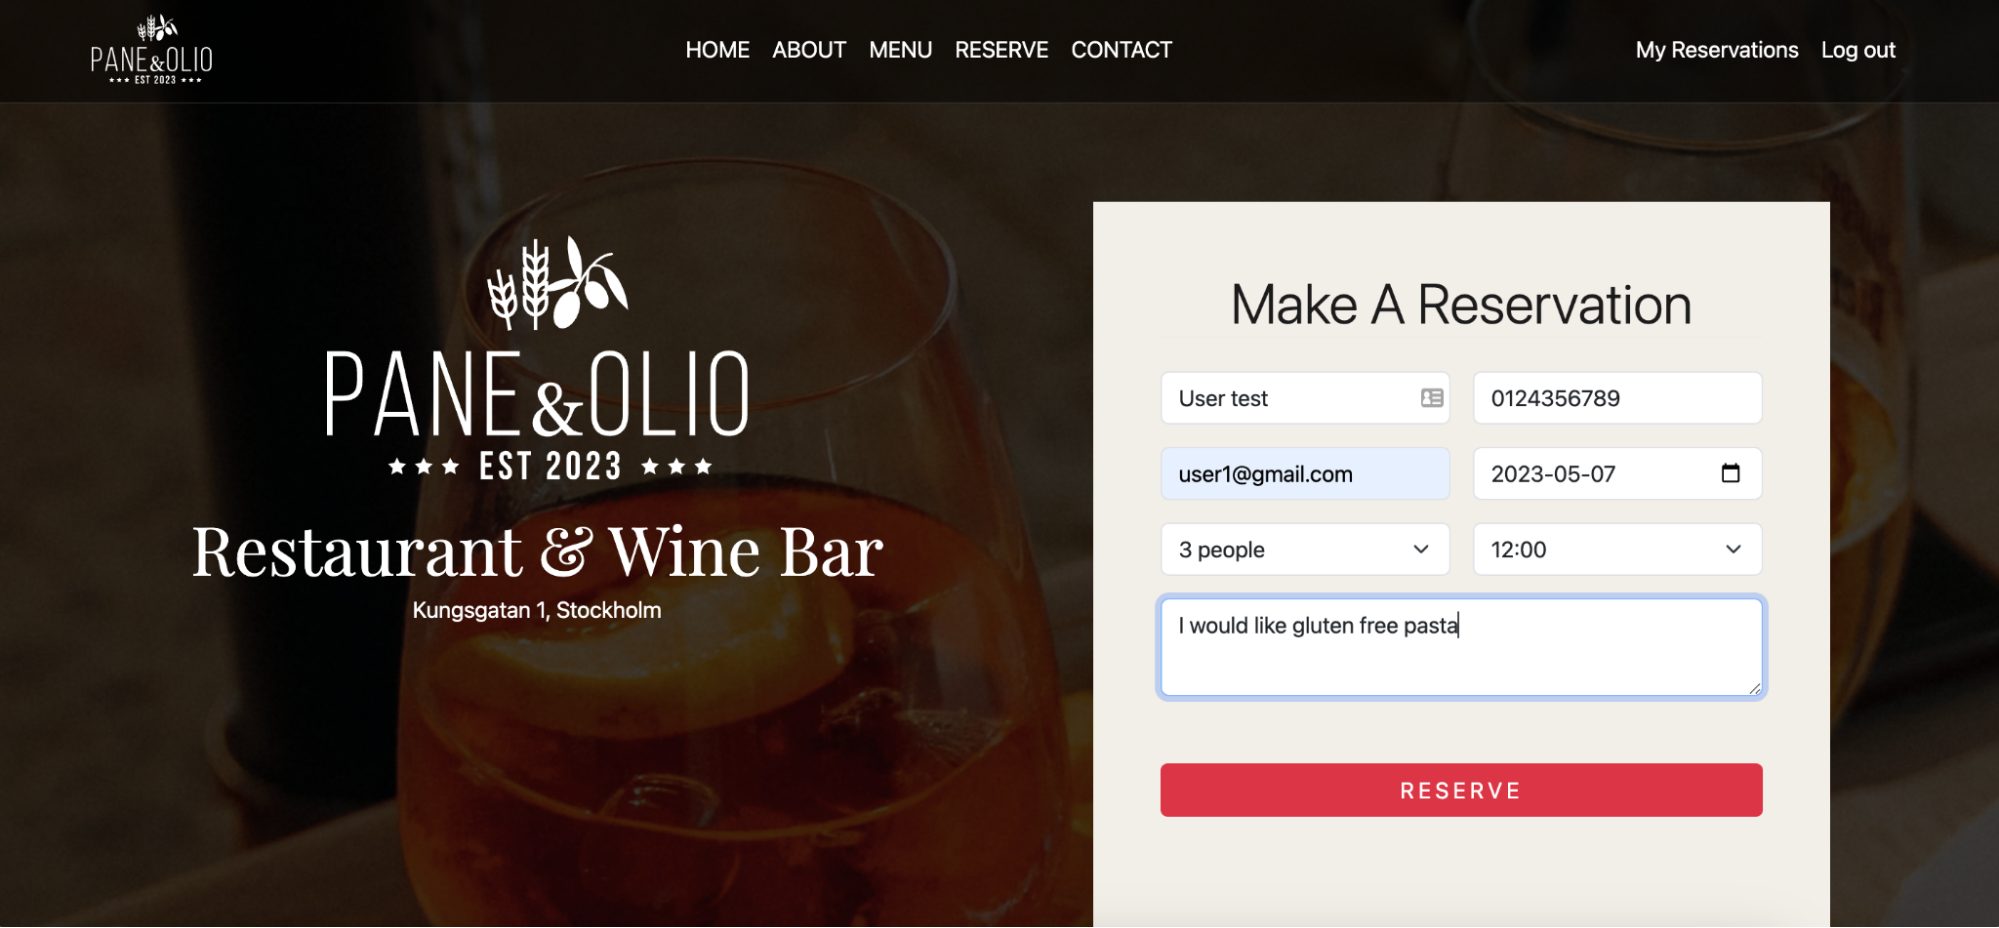 PANE&OLIO
EST 2023
HOME ABOUT MENU RESERVE CONTACT
My Reservations Log out
PANE&OLIO
EST 2023
Restaurant & Wine Bar
Kungsgatan 1, Stockholm
Make A Reservation
User test
0124356789
user1@gmail.com
2023-05-07
3 people
12:00
I would like gluten free pasta
RESERVE